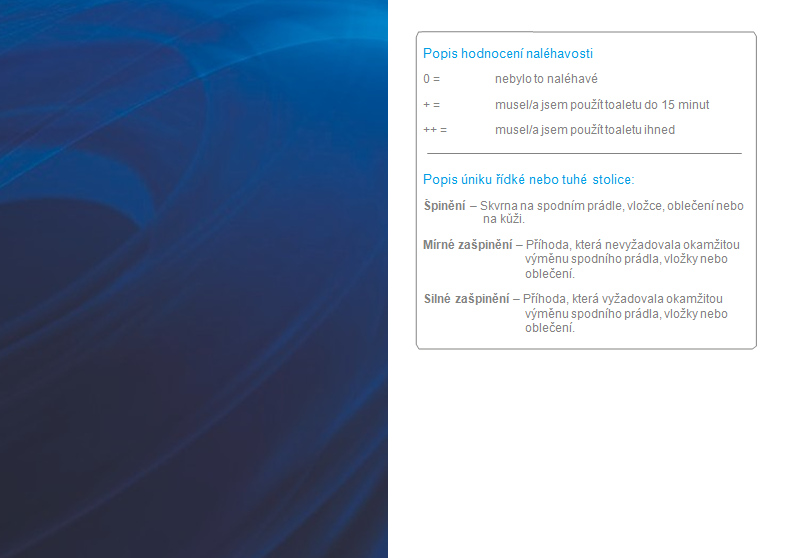 Popis hodnocení naléhavosti
0 = nebylo to naléhavé
+ = musel/a jsem použít toaletu do 15 minut
++ = musel/a jsem použít toaletu ihned
Popis úniku řídké nebo tuhé stolice:
Špinění – Skvrna na spodním prádle, vložce, oblečení nebo
na kůži.
Mírné zašpinění – Příhoda, která nevyžadovala okamžitou
výměnu spodního prádla, vložky nebo
oblečení.
Silné zašpinění – Příhoda, která vyžadovala okamžitou
výměnu spodního prádla, vložky nebo
oblečení.